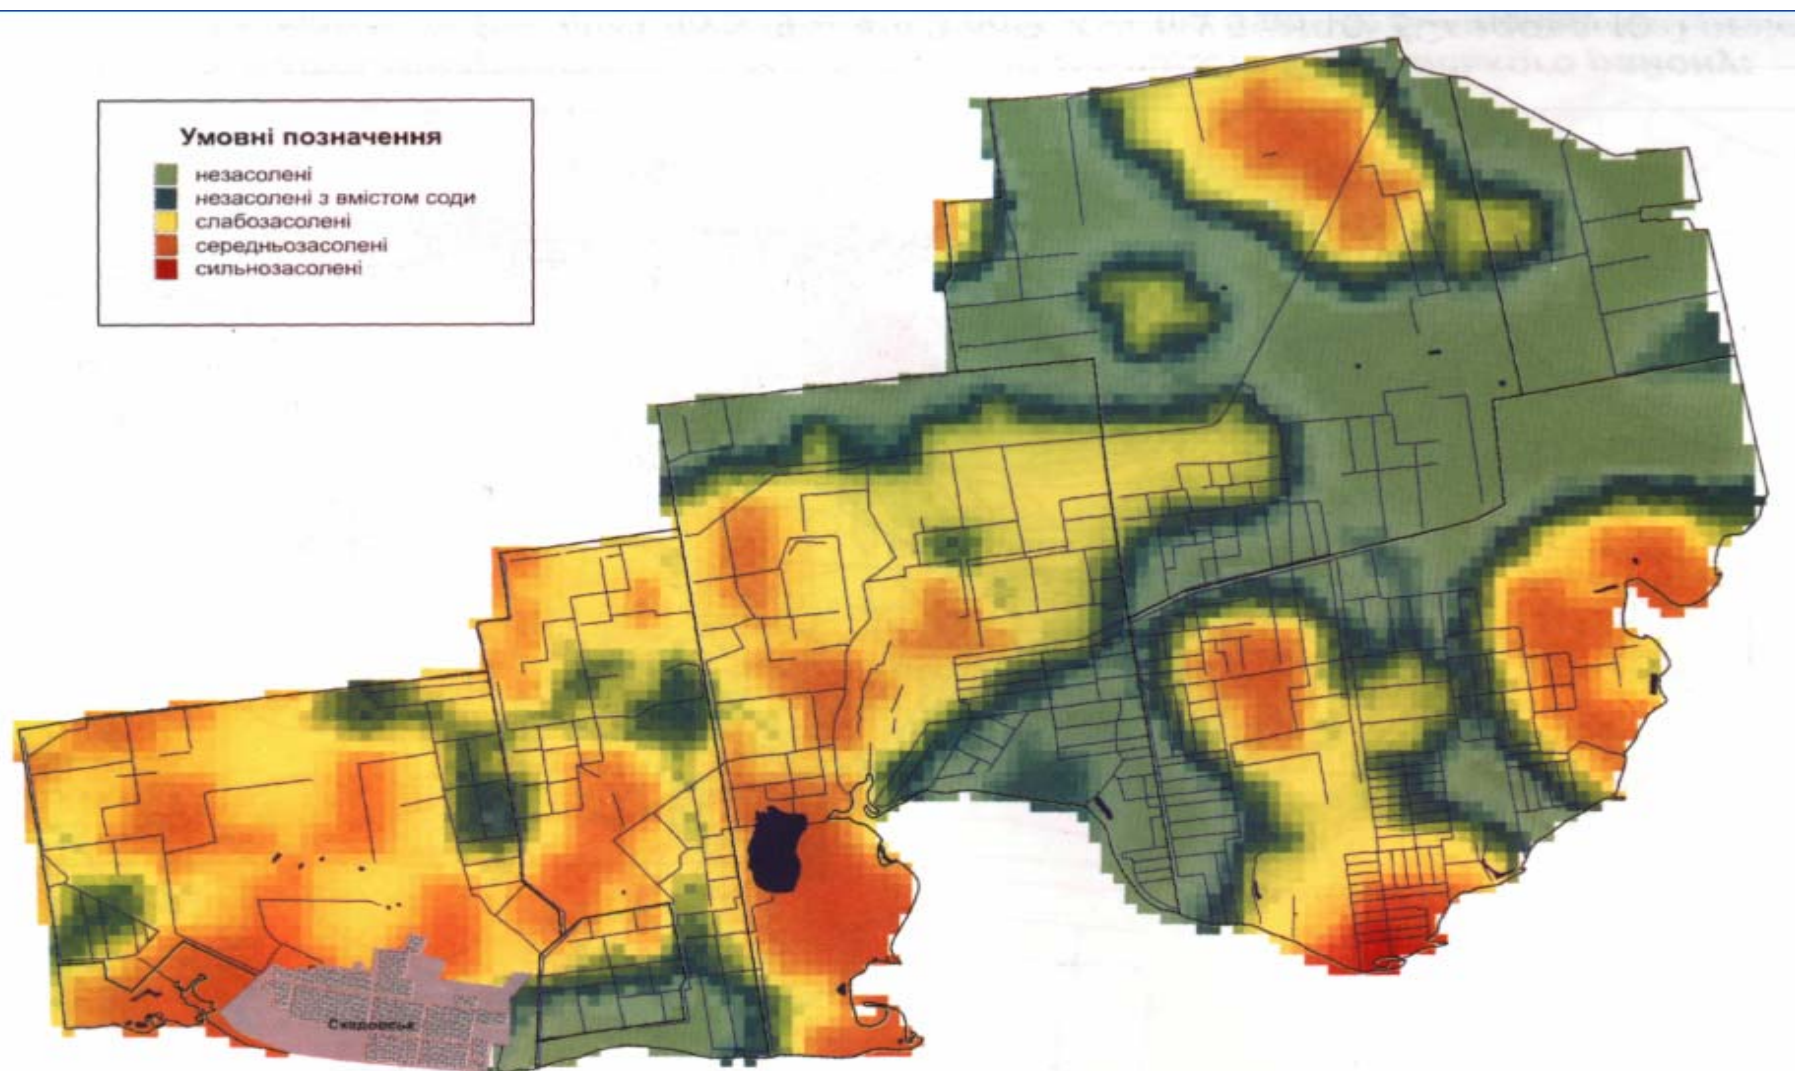 Умовні позначення
незасолені
незасолені з вмістом соди
слабозасолені
середньозасолені
сильнозасолені
Скадовськ